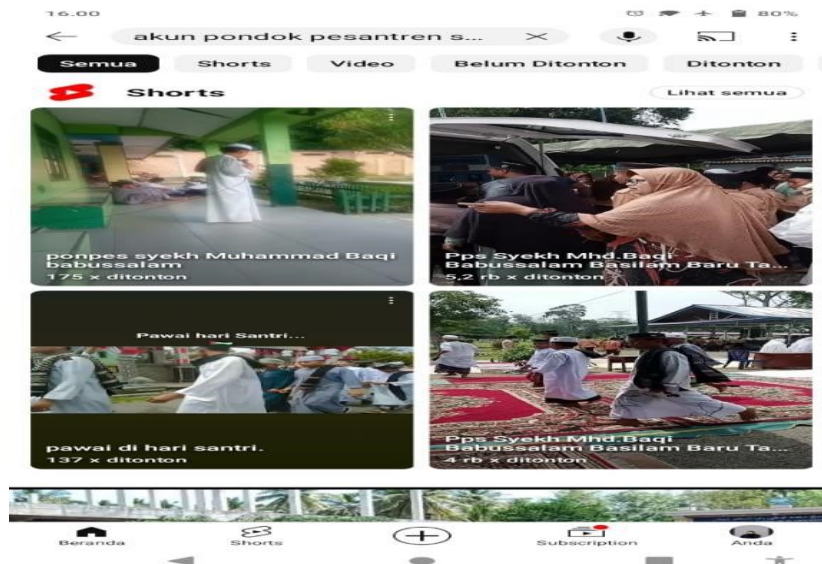 16.00
80%
akun pondok pesantren s...
Semua
Shorts
Video
Belum Ditonton
Ditonton
Shorts
Lihat semua
ponpes syekh Muhammad Baqi
babussalam
175 x ditonton
Pps Syekh Mhd.Baqi
Babussalam Basilam Baru Ta...
5,2 rb x ditonton
Pawai hari Santri...
pawai di hari santri.
137 x ditonton
Pps Syekh Mhd.Baqi
Babussalam Basilam Baru Ta...
4 rb x ditonton
Beranda
Shorts
Subscription
Anda